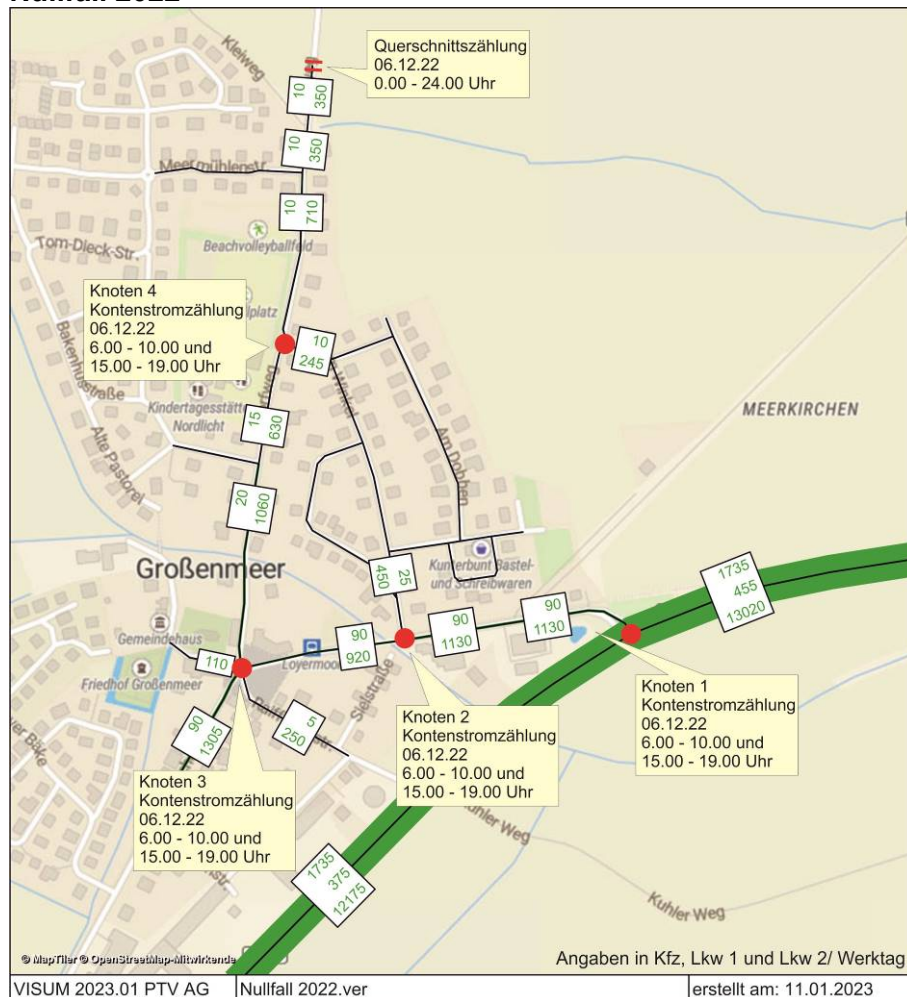 Nullfall 2022
Querschnittszählung
06.12.22
0.00 - 24.00 Uhr
Kleiweg
10
350
10
350
Meermühlenstr.
10
710
Beachvolleyballfeld
Tom-Dieck-Str.
Knoten 4
Kontenstromzählung
06.12.22
6.00 - 10.00 und
15.00 - 19.00 Uhr
10
245
Bakenhusstraße
Kindertagesstätte
Nordlicht
15
630
MEERKIRCHEN
Alte Pastorei
Am Dobben
20
1060
Großenmeer
Kunterbunt Bastel-
und Schreibwaren
450
25
1735
455
13020
Gemeindehaus
90
1130
90
1130
110
Loyermoor
90
920
Friedhof Großenmeer
Sielstraße
Knoten 1
Kontenstromzählung
06.12.22
6.00 - 10.00 und
15.00 - 19.00 Uhr
90
1305
5
250
Knoten 2
Kontenstromzählung
06.12.22
6.00 - 10.00 und
15.00 - 19.00 Uhr
Knoten 3
Kontenstromzählung
06.12.22
6.00 - 10.00 und
15.00 - 19.00 Uhr
Kuhler Weg
1735
375
12175
Kuhler Weg
© MapTiler © OpenStreetMap-Mitwirkende
Angaben in Kfz, Lkw 1 und Lkw 2/ Werktag
VISUM 2023.01 PTV AG
Nullfall 2022.ver
erstellt am: 11.01.2023